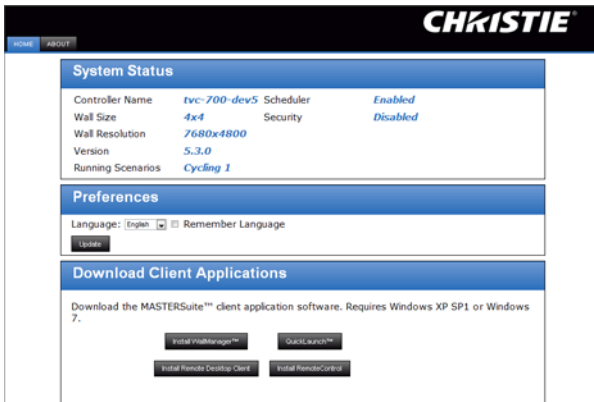 CHRISTIE®
HOME ABOUT
System Status
Controller Name tvc-700-dev5 Scheduler Enabled
Wall Size 4x4 Security Disabled
Wall Resolution 7680x4800
Version 5.3.0
Running Scenarios Cycling 1
Preferences
Language: English Remember Language
Update
Download Client Applications
Download the MASTERSuite™ client application software. Requires Windows XP SP1 or Windows
7.
Install WallManager™ QuickLaunch™
Install Remote Desktop Client Install RemoteControl